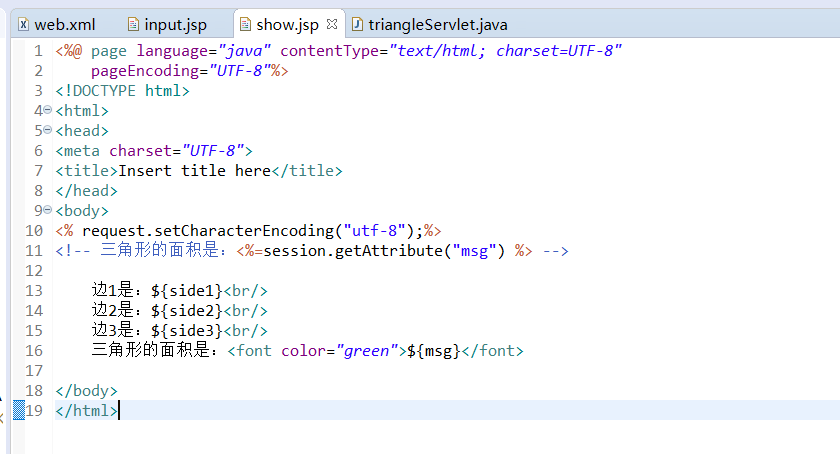 web.xml input.jsp show.jsp triangleServlet.java
1 <%@ page language="java" contentType="text/html; charset=UTF-8"
2 pageEncoding="UTF-8"%>
3 <!DOCTYPE html>
4 <html>
5 <head>
6 <meta charset="UTF-8">
7 <title>Insert title here</title>
8 </head>
9 <body>
10 <% request.setCharacterEncoding("utf-8");%>
11 <!-- 三角形的面积是：<%=session.getAttribute("msg") %> -->
12
13 边1是：${side1}<br/>
14 边2是：${side2}<br/>
15 边3是：${side3}<br/>
16 三角形的面积是：<font color="green">${msg}</font>
17
18 </body>
19 </html>